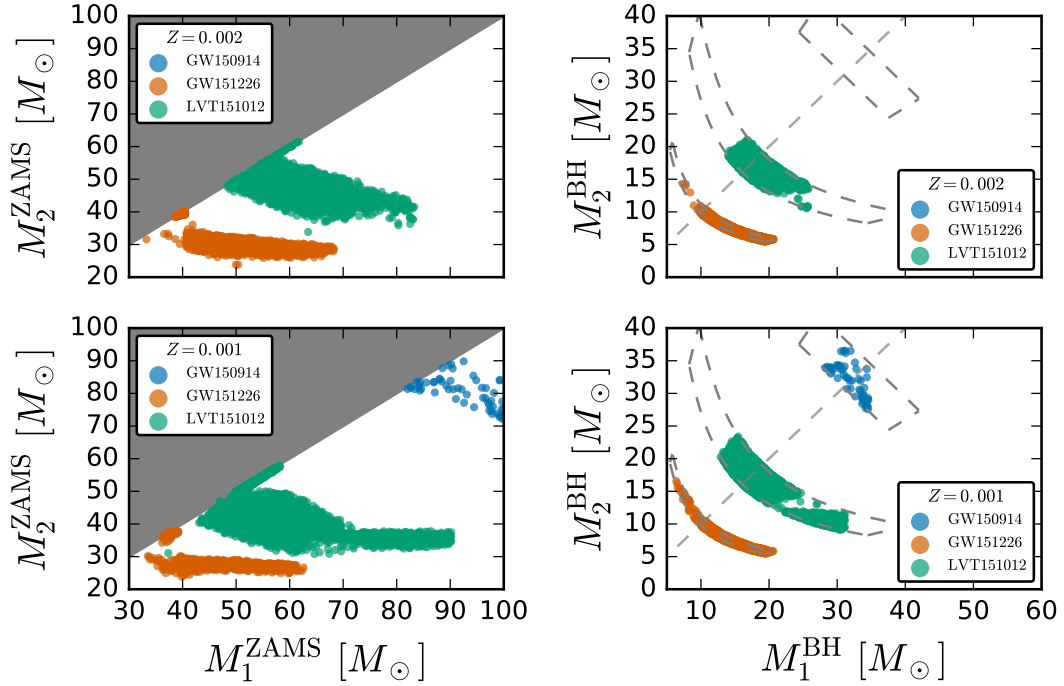 100
90
80
70
60
50
40
30
20
M_2^ZAMS [M_⊙]
Z = 0.002
GW150914
GW151226
LVT151012
40
35
30
25
20
15
10
5
0
M_2^BH [M_⊙]
Z = 0.002
GW150914
GW151226
LVT151012
100
90
80
70
60
50
40
30
20
M_2^ZAMS [M_⊙]
Z = 0.001
GW150914
GW151226
LVT151012
30 40 50 60 70 80 90 100
M_1^ZAMS [M_⊙]
40
35
30
25
20
15
10
5
0
M_2^BH [M_⊙]
Z = 0.001
GW150914
GW151226
LVT151012
10 20 30 40 50 60
M_1^BH [M_⊙]